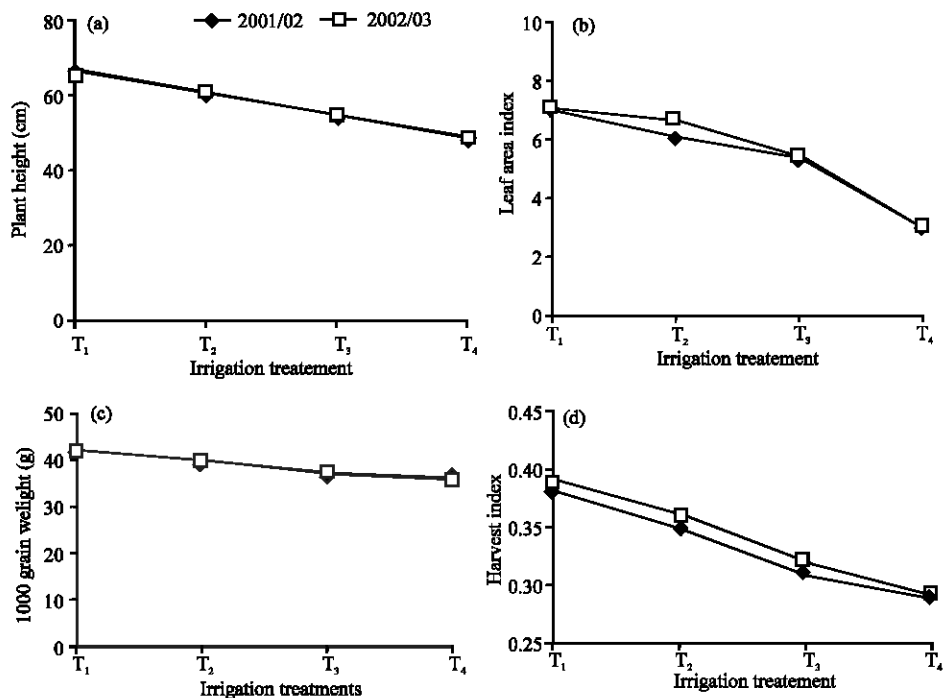 (a)
2001/02
2002/03
80
60
40
20
0
Plant height (cm)
T1 T2 T3 T4
Irrigation treatement
(b)
10
8
6
4
2
0
Leaf area index
T1 T2 T3 T4
Irrigation treatement
(c)
50
40
30
20
10
0
1000 grain welight (g)
T1 T2 T3 T4
Irrigation treatments
(d)
0.45
0.40
0.35
0.30
0.25
Harvest index
T1 T2 T3 T4
Irrigation treatement